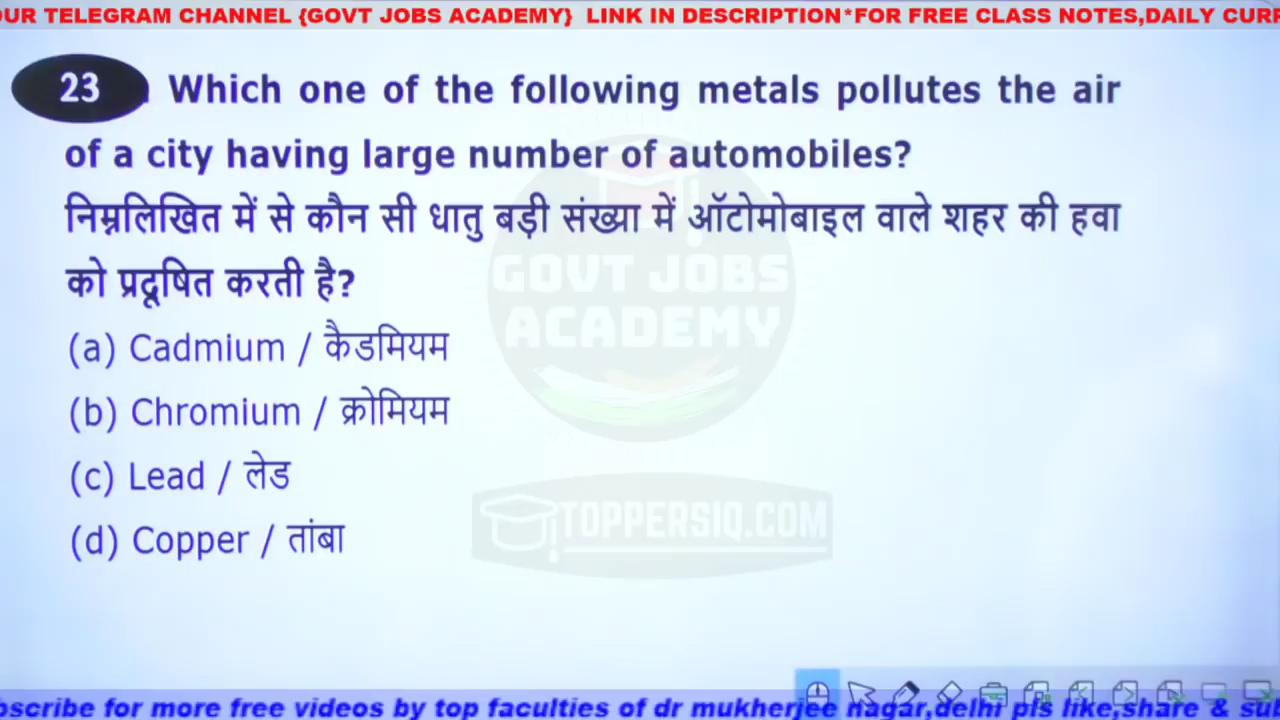 OUR TELEGRAM CHANNEL {GOVT JOBS ACADEMY} LINK IN DESCRIPTION*FOR FREE CLASS NOTES,DAILY
23 Which one of the following metals pollutes the air
of a city having large number of automobiles?
निम्नलिखित में से कौन सी धातु बड़ी संख्या में ऑटोमोबाइल वाले शहर की हवा
को प्रदूषित करती है?
GOVT JOBS
ACADEMY
(a) Cadmium / कैडमियम
(b) Chromium / क्रोमियम
(c) Lead / लेड
(d) Copper / तांबा
TOPPERSIQ.COM
bscribe for more free videos by top faculties of dr mukherjee nagar,delhi pls like,share & sub